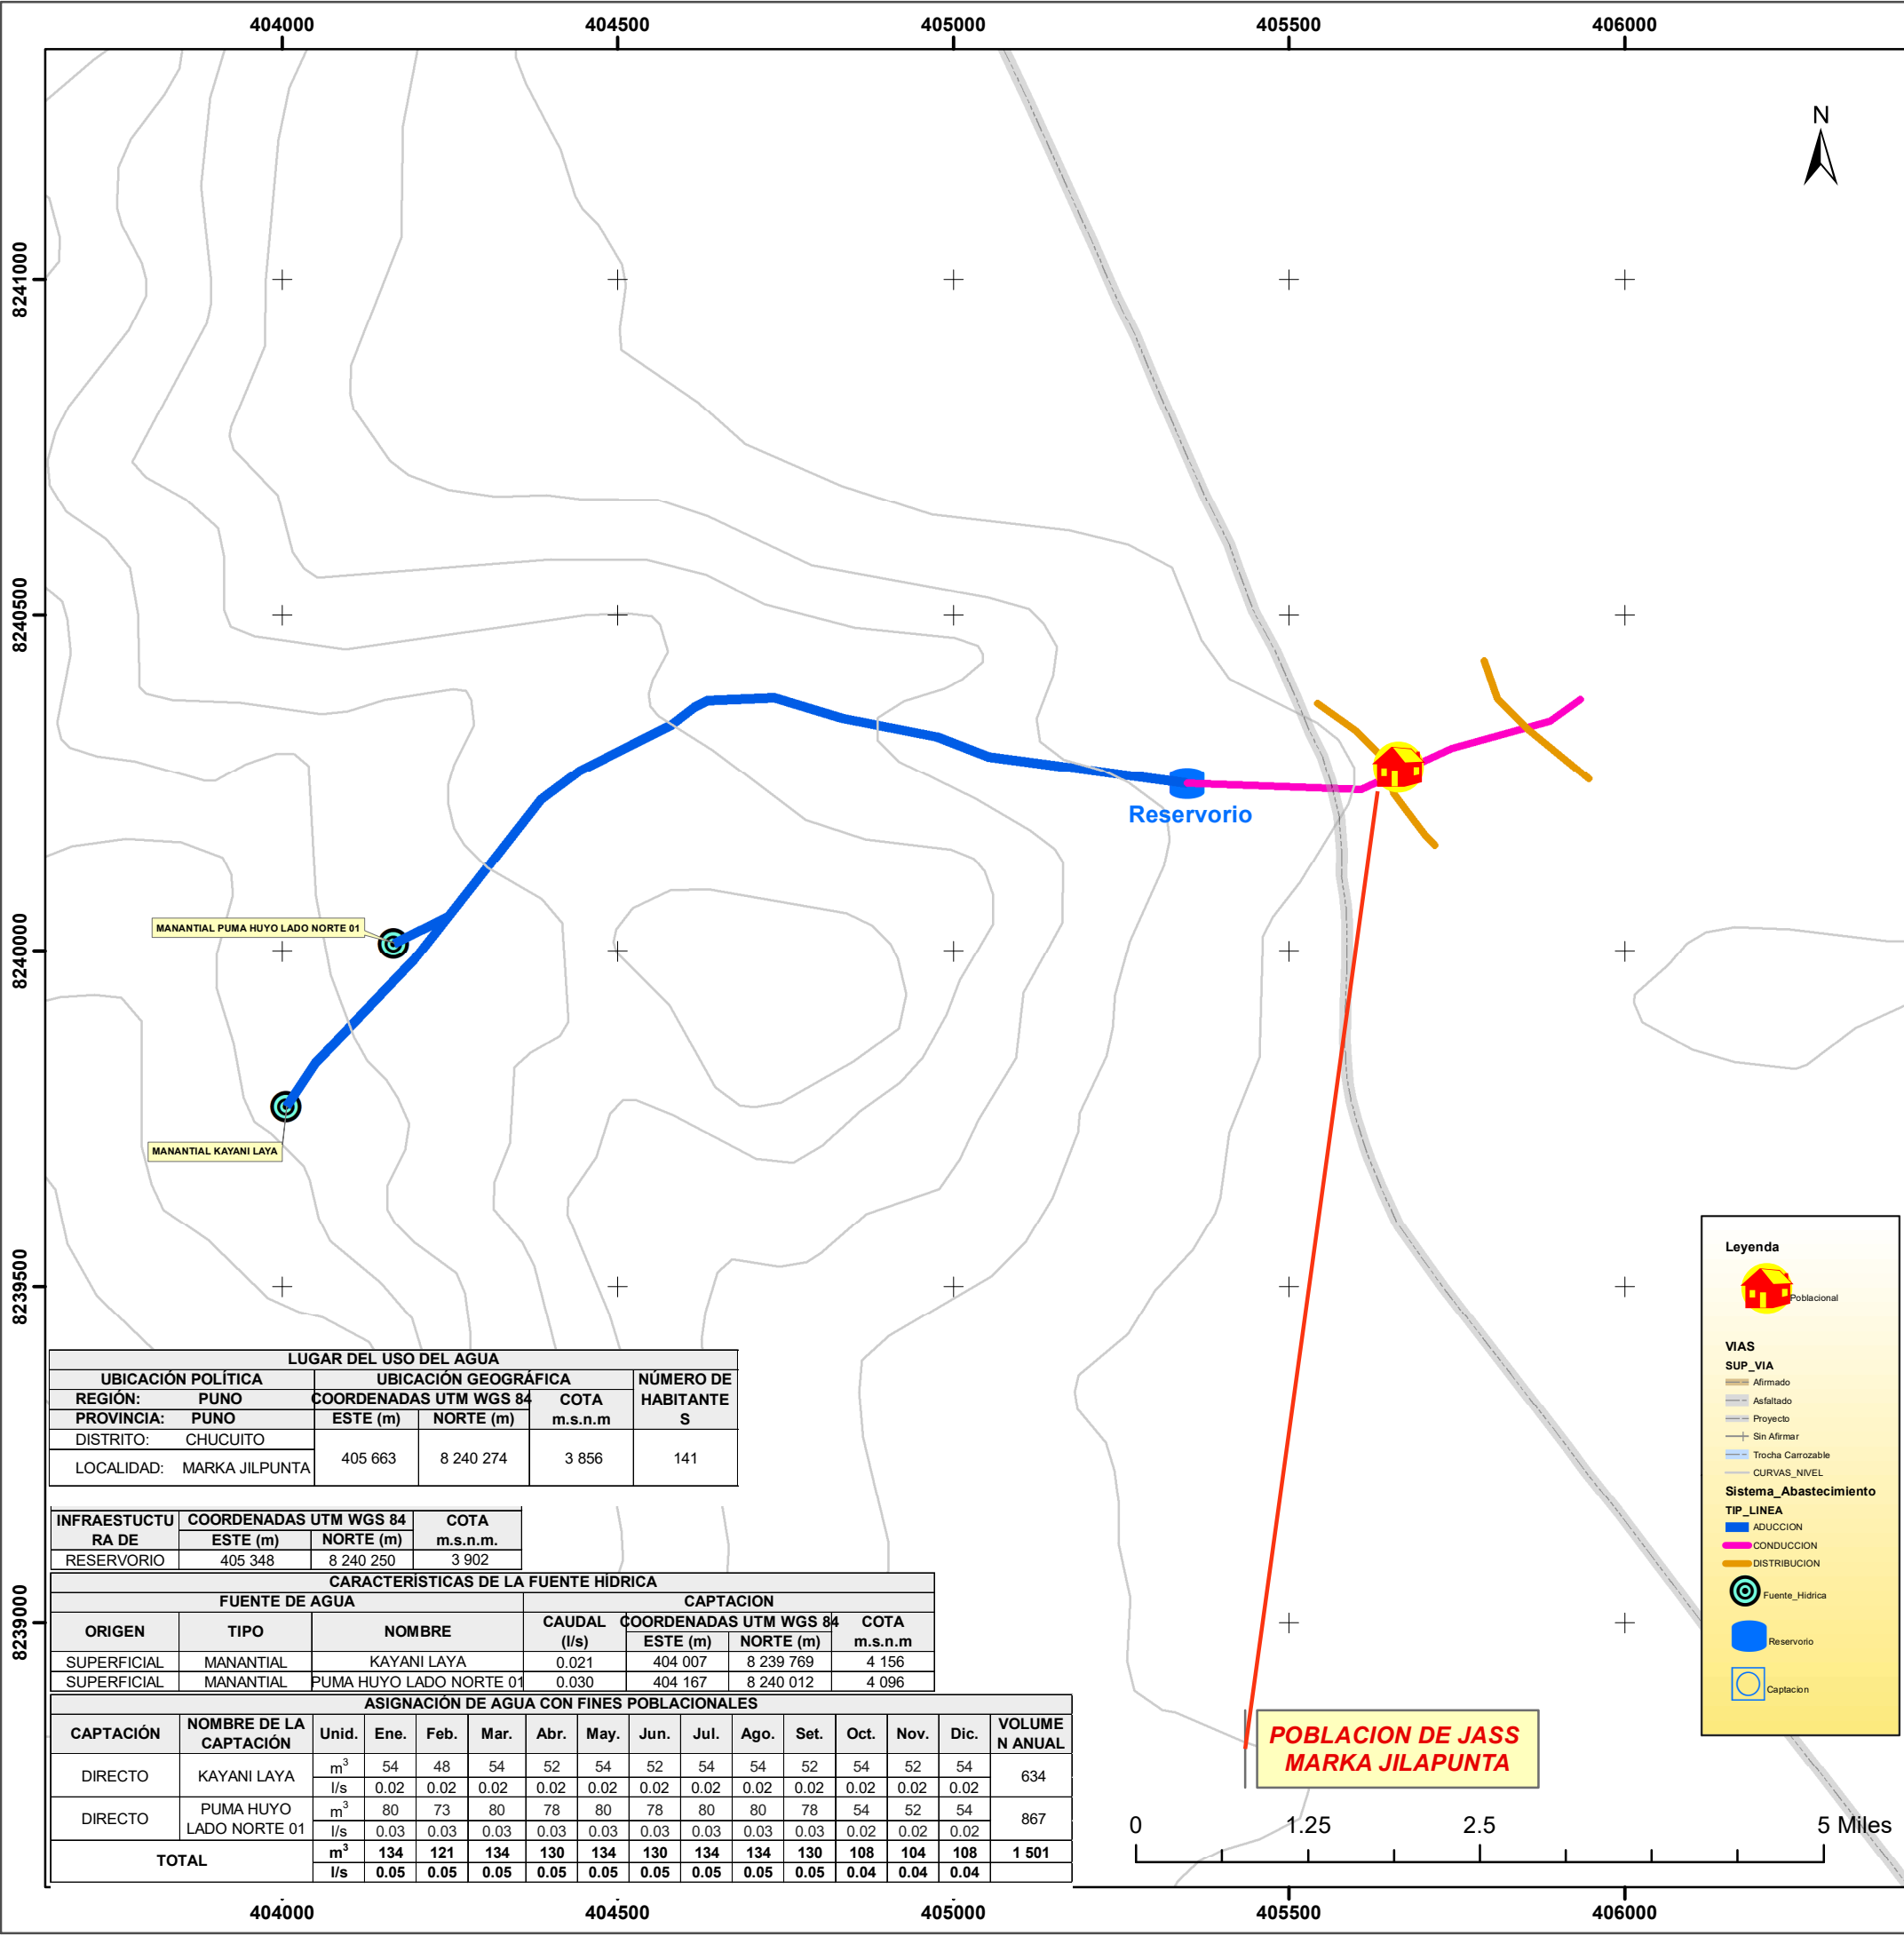 404000 404500 405000 405500 406000
N
8241000
8240500
8240000
8239500
8239000
Reservorio
MANANTIAL PUMA HUYO LADO NORTE 01
MANANTIAL KAYANI LAYA
Leyenda
Poblacional
VIAS
SUP_VIA
Afirmado
Asfaltado
Proyecto
Sin Afirmar
Trocha Carrozable
CURVAS_NIVEL
Sistema_Abastecimiento
TIP_LINEA
ADUCCION
CONDUCCION
DISTRIBUCION
Fuente_Hidrica
Reservorio
Captacion
LUGAR DEL USO DEL AGUA
UBICACIÓN POLÍTICA UBICACIÓN GEOGRÁFICA NÚMERO DE
REGIÓN: PUNO COORDENADAS UTM WGS 84 COTA HABITANTE
PROVINCIA: PUNO ESTE (m) NORTE (m) m.s.n.m S
DISTRITO: CHUCUITO
405 663 8 240 274 3 856 141
LOCALIDAD: MARKA JILPUNTA
INFRAESTUCTU COORDENADAS UTM WGS 84 COTA
RA DE ESTE (m) NORTE (m) m.s.n.m.
RESERVORIO 405 348 8 240 250 3 902
CARACTERÍSTICAS DE LA FUENTE HÍDRICA
FUENTE DE AGUA CAPTACION
ORIGEN TIPO NOMBRE CAUDAL COORDENADAS UTM WGS 84 COTA
(l/s) ESTE (m) NORTE (m) m.s.n.m
SUPERFICIAL MANANTIAL KAYANI LAYA 0.021 404 007 8 239 769 4 156
SUPERFICIAL MANANTIAL PUMA HUYO LADO NORTE 01 0.030 404 167 8 240 012 4 096
ASIGNACIÓN DE AGUA CON FINES POBLACIONALES
CAPTACIÓN NOMBRE DE LA CAPTACIÓN Unid. Ene. Feb. Mar. Abr. May. Jun. Jul. Ago. Set. Oct. Nov. Dic. VOLUME N ANUAL
DIRECTO KAYANI LAYA m³ 54 48 54 52 54 52 54 54 52 54 52 54 634
l/s 0.02 0.02 0.02 0.02 0.02 0.02 0.02 0.02 0.02 0.02 0.02 0.02
DIRECTO PUMA HUYO LADO NORTE 01 m³ 80 73 80 78 80 78 80 80 78 54 52 54 867
l/s 0.03 0.03 0.03 0.03 0.03 0.03 0.03 0.03 0.03 0.02 0.02 0.02
TOTAL m³ 134 121 134 130 134 130 134 134 130 108 104 108 1 501
l/s 0.05 0.05 0.05 0.05 0.05 0.05 0.05 0.05 0.05 0.04 0.04 0.04
POBLACION DE JASS
MARKA JILAPUNTA
0 1.25 2.5 5 Miles
404000 404500 405000 405500 406000